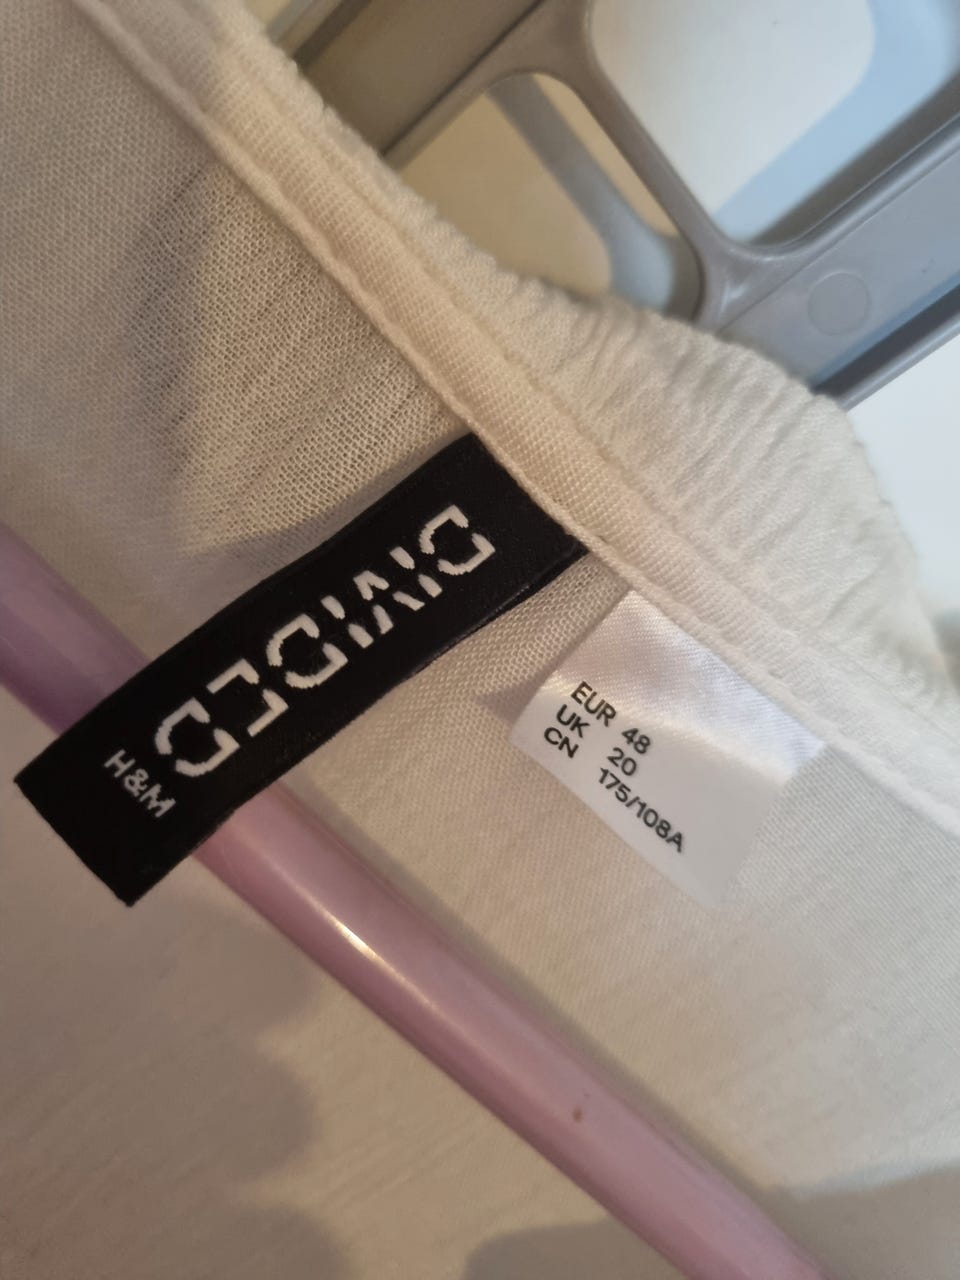 DIVIDED
H&M
EUR 48
UK 20
CN 175/108A